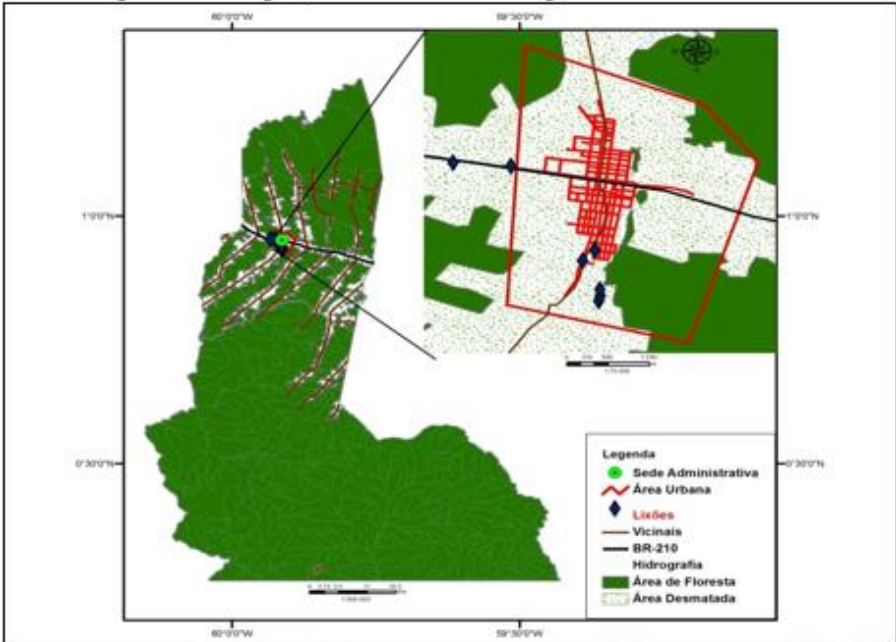 60°0'0"W 59°30'0"W
1°0'0"N 1°0'0"N
0°30'0"N 0°30'0"N
Legenda
Sede Administrativa
Área Urbana
Lixões
Vicinais
BR-210
Hidrografia
Área de Floresta
Área Desmatada
60°0'0"W 59°30'0"W